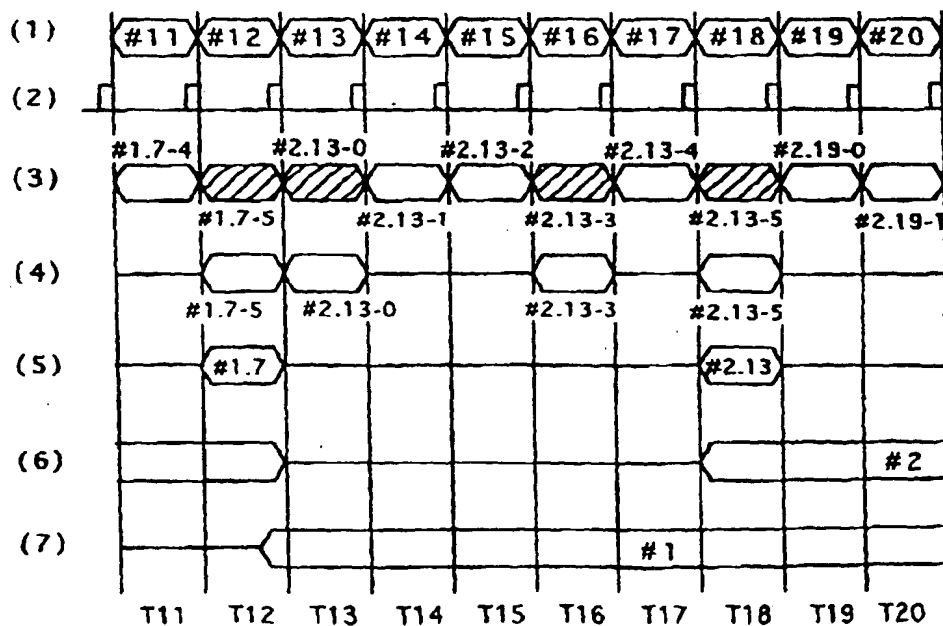 (1) #11 #12 #13 #14 #15 #16 #17 #18 #19 #20
(2)
#1.7-4 #2.13-0 #2.13-2 #2.13-4 #2.19-0
(3)
#1.7-5 #2.13-1 #2.13-3 #2.13-5 #2.19-1
(4)
#1.7-5 #2.13-0 #2.13-3 #2.13-5
(5) #1.7 #2.13
(6) #2
(7) #1
T11 T12 T13 T14 T15 T16 T17 T18 T19 T20